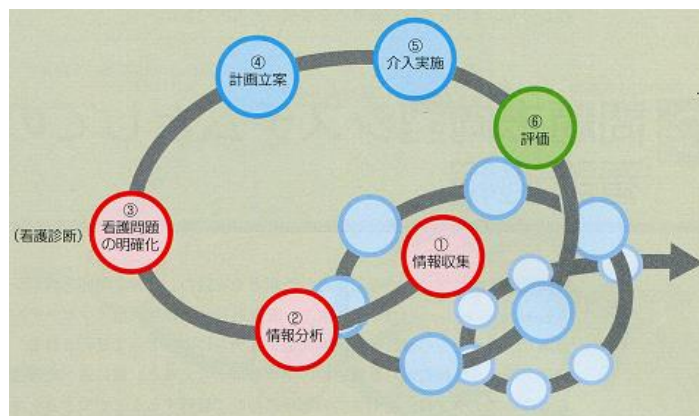 ①
情報収集
②
情報分析
③
看護問題
の明確化
(看護診断)
④
計画立案
⑤
介入実施
⑥
評価